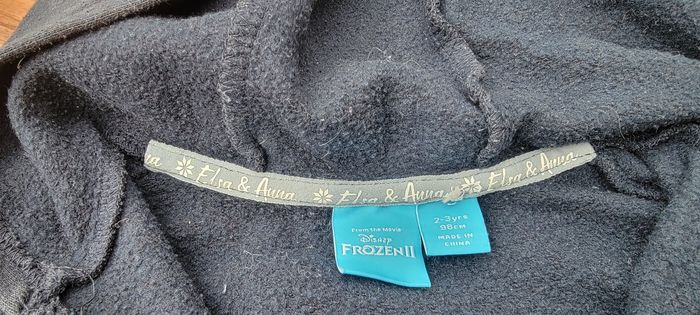 Elsa & Anna Elsa & Anna Elsa & Anna
From the Movie
Disney
FROZEN II
2-3yrs
98cm
MADE IN
CHINA